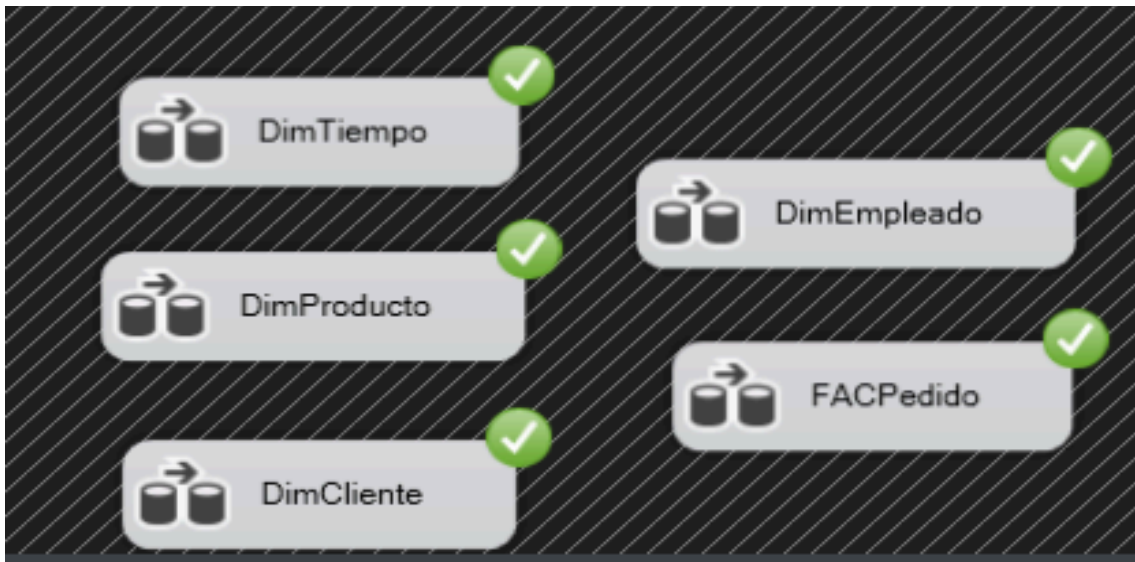 DimTiempo
DimProducto
DimCliente
DimEmpleado
FACPedido